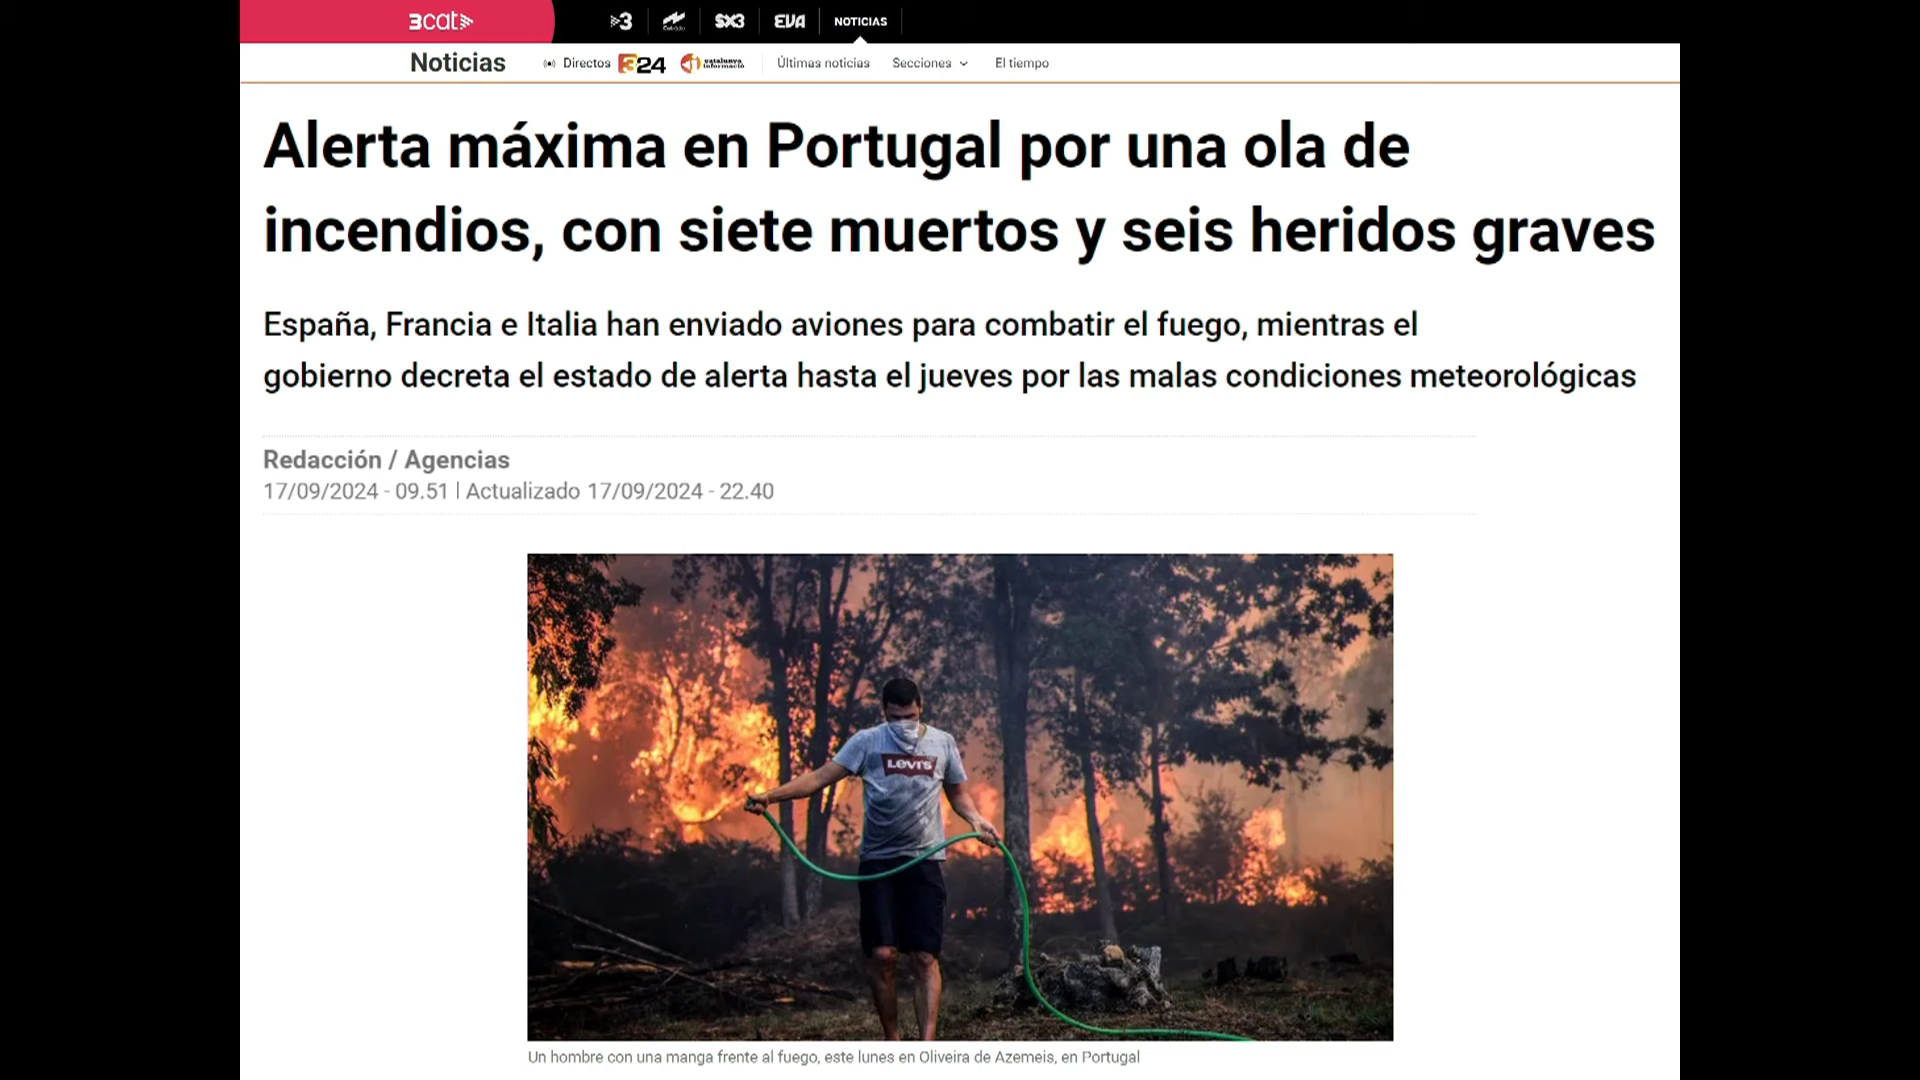 3cat
3
SX3
EVA
NOTICIAS
Noticias
Directos
324
catalunya informació
Últimas noticias
Secciones
El tiempo
Alerta máxima en Portugal por una ola de
incendios, con siete muertos y seis heridos graves
España, Francia e Italia han enviado aviones para combatir el fuego, mientras el
gobierno decreta el estado de alerta hasta el jueves por las malas condiciones meteorológicas
Redacción / Agencias
17/09/2024 - 09.51 | Actualizado 17/09/2024 - 22.40
Levi's
Un hombre con una manga frente al fuego, este lunes en Oliveira de Azemeis, en Portugal